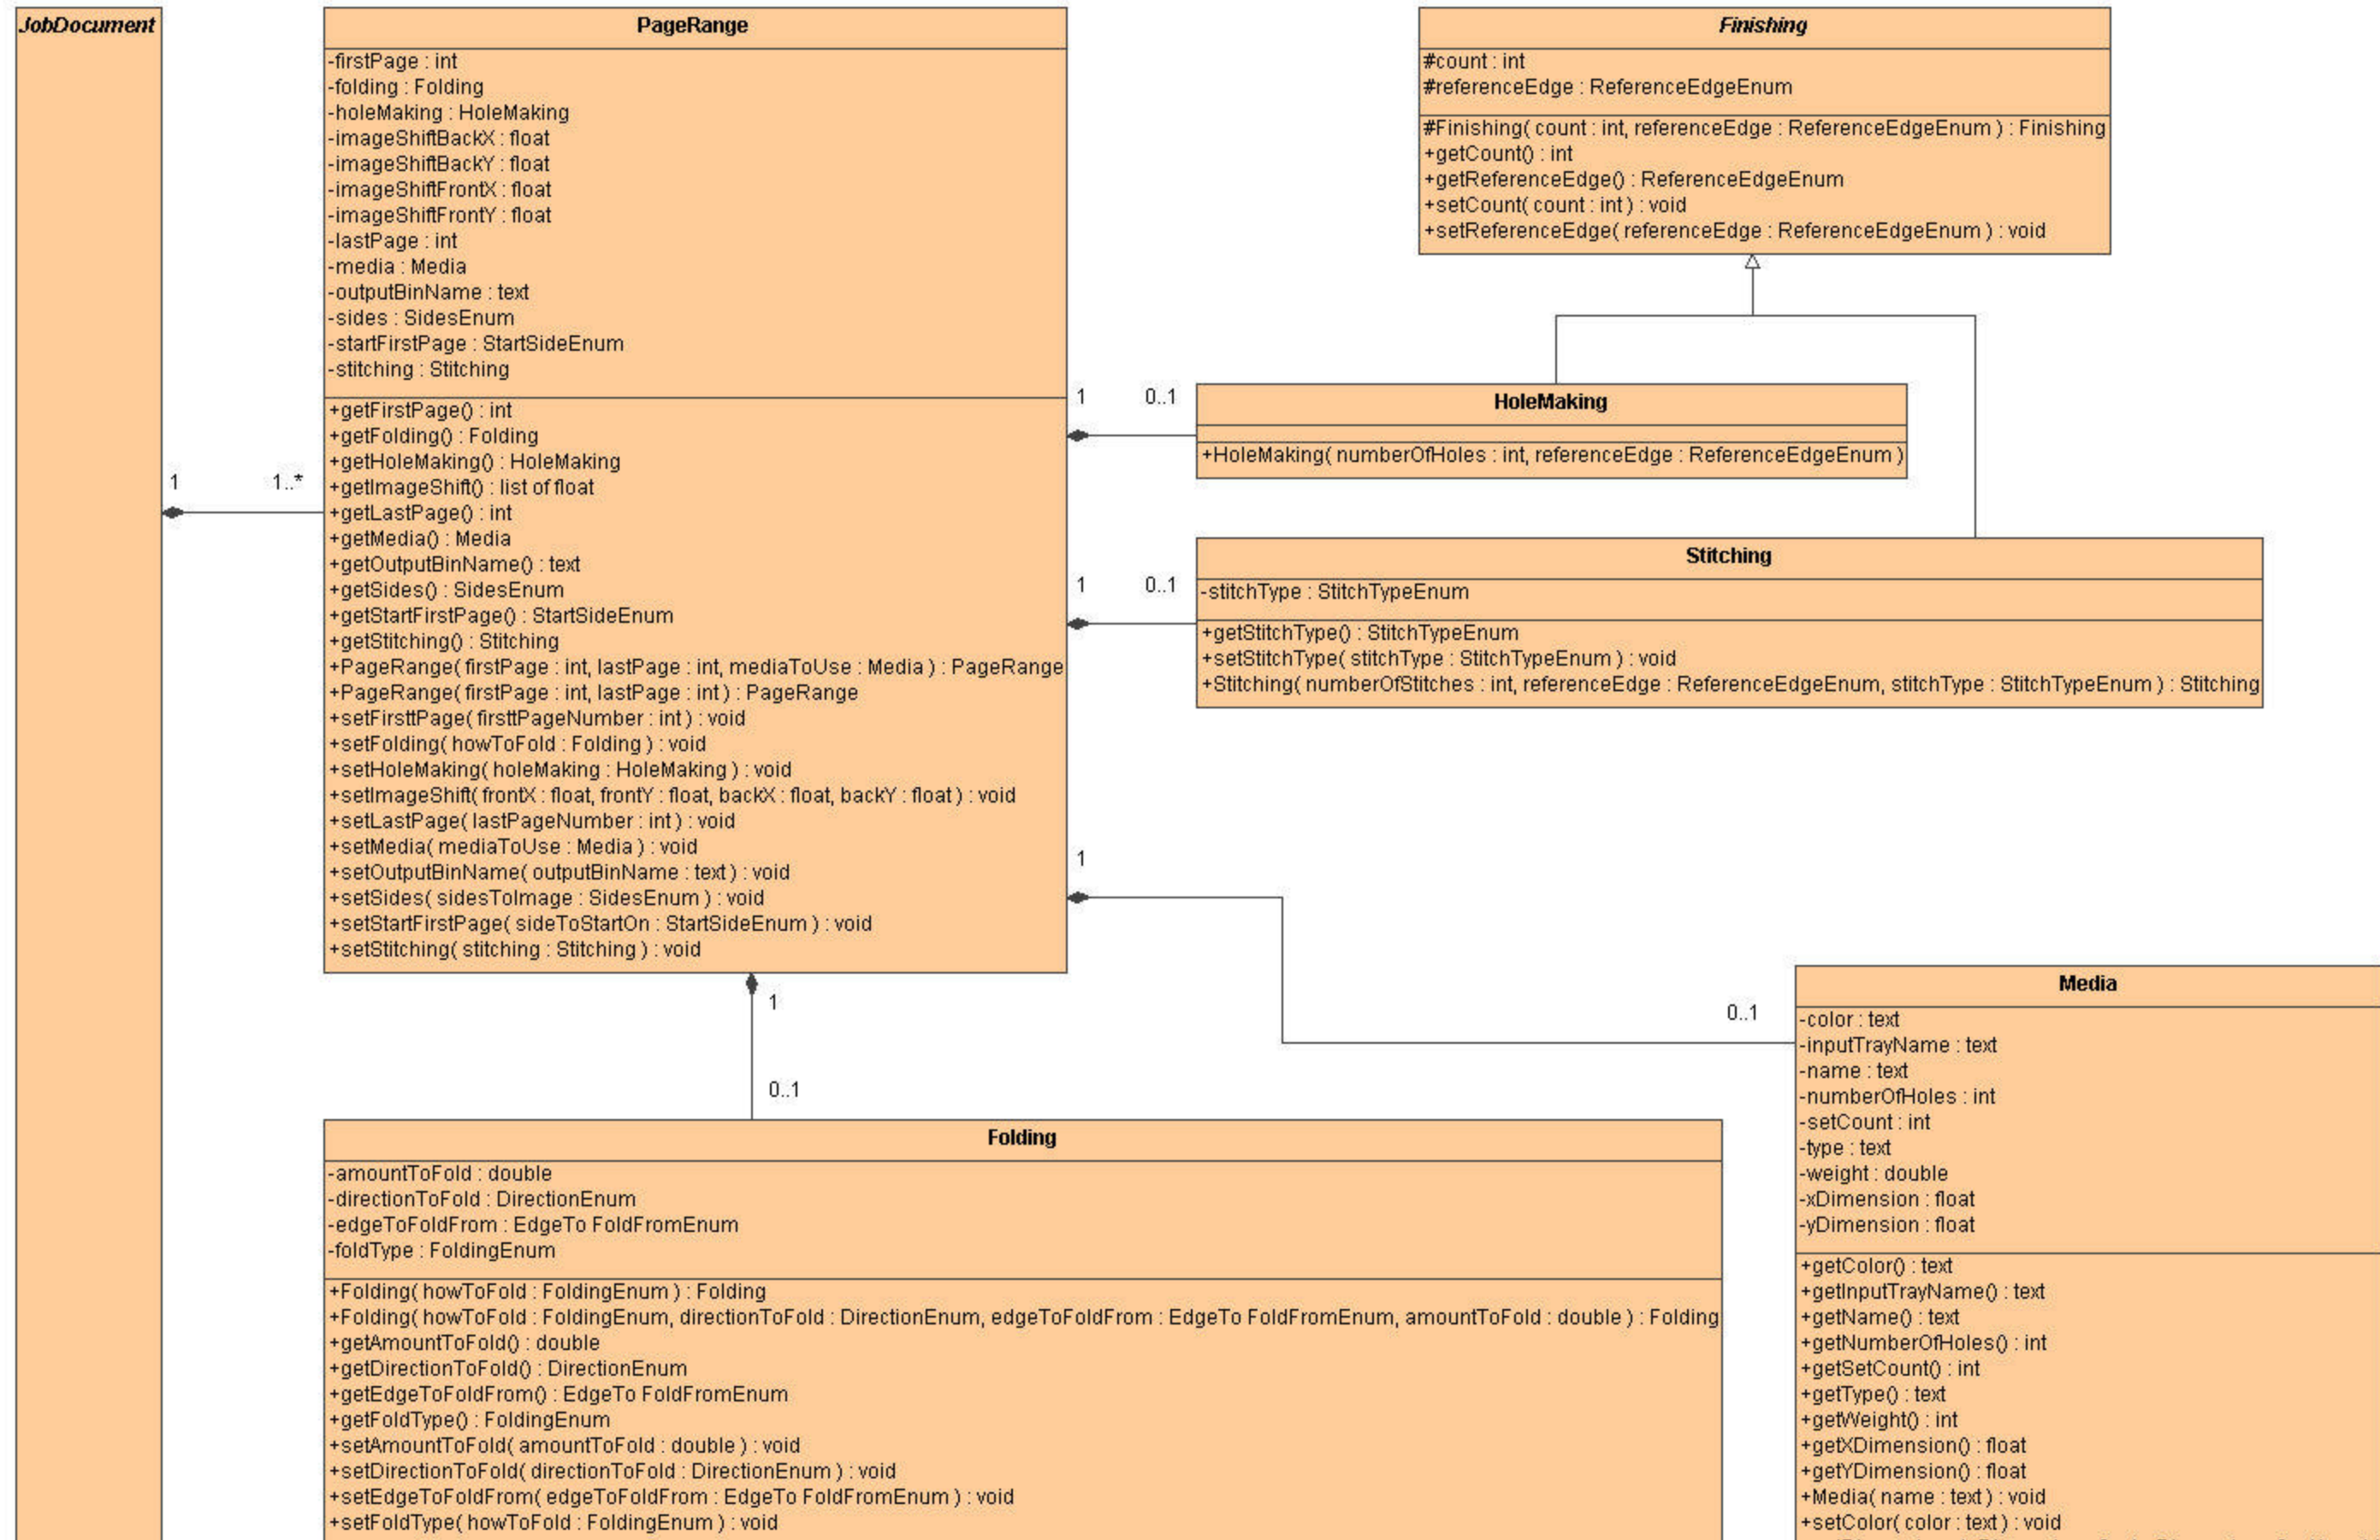 JobDocument
1
1..*
PageRange
-firstPage : int
-folding : Folding
-holeMaking : HoleMaking
-imageShiftBackX : float
-imageShiftBackY : float
-imageShiftFrontX : float
-imageShiftFrontY : float
-lastPage : int
-media : Media
-outputBinName : text
-sides : SidesEnum
-startFirstPage : StartSideEnum
-stitching : Stitching
+getFirstPage() : int
+getFolding() : Folding
+getHoleMaking() : HoleMaking
+getImageShift() : list of float
+getLastPage() : int
+getMedia() : Media
+getOutputBinName() : text
+getSides() : SidesEnum
+getStartFirstPage() : StartSideEnum
+getStitching() : Stitching
+PageRange( firstPage : int, lastPage : int, mediaToUse : Media ) : PageRange
+PageRange( firstPage : int, lastPage : int ) : PageRange
+setFirsttPage( firsttPageNumber : int ) : void
+setFolding( howToFold : Folding ) : void
+setHoleMaking( holeMaking : HoleMaking ) : void
+setImageShift( frontX : float, frontY : float, backX : float, backY : float ) : void
+setLastPage( lastPageNumber : int ) : void
+setMedia( mediaToUse : Media ) : void
+setOutputBinName( outputBinName : text ) : void
+setSides( sidesToImage : SidesEnum ) : void
+setStartFirstPage( sideToStartOn : StartSideEnum ) : void
+setStitching( stitching : Stitching ) : void
Finishing
#count : int
#referenceEdge : ReferenceEdgeEnum
#Finishing( count : int, referenceEdge : ReferenceEdgeEnum ) : Finishing
+getCount() : int
+getReferenceEdge() : ReferenceEdgeEnum
+setCount( count : int ) : void
+setReferenceEdge( referenceEdge : ReferenceEdgeEnum ) : void
1
0..1
HoleMaking
+HoleMaking( numberOfHoles : int, referenceEdge : ReferenceEdgeEnum )
1
0..1
Stitching
-stitchType : StitchTypeEnum
+getStitchType() : StitchTypeEnum
+setStitchType( stitchType : StitchTypeEnum ) : void
+Stitching( numberOfStitches : int, referenceEdge : ReferenceEdgeEnum, stitchType : StitchTypeEnum ) : Stitching
1
0..1
1
0..1
Folding
-amountToFold : double
-directionToFold : DirectionEnum
-edgeToFoldFrom : EdgeTo FoldFromEnum
-foldType : FoldingEnum
+Folding( howToFold : FoldingEnum ) : Folding
+Folding( howToFold : FoldingEnum, directionToFold : DirectionEnum, edgeToFoldFrom : EdgeTo FoldFromEnum, amountToFold : double ) : Folding
+getAmountToFold() : double
+getDirectionToFold() : DirectionEnum
+getEdgeToFoldFrom() : EdgeTo FoldFromEnum
+getFoldType() : FoldingEnum
+setAmountToFold( amountToFold : double ) : void
+setDirectionToFold( directionToFold : DirectionEnum ) : void
+setEdgeToFoldFrom( edgeToFoldFrom : EdgeTo FoldFromEnum ) : void
+setFoldType( howToFold : FoldingEnum ) : void
Media
-color : text
-inputTrayName : text
-name : text
-numberOfHoles : int
-setCount : int
-type : text
-weight : double
-xDimension : float
-yDimension : float
+getColor() : text
+getInputTrayName() : text
+getName() : text
+getNumberOfHoles() : int
+getSetCount() : int
+getType() : text
+getWeight() : int
+getXDimension() : float
+getYDimension() : float
+Media( name : text ) : void
+setColor( color : text ) : void